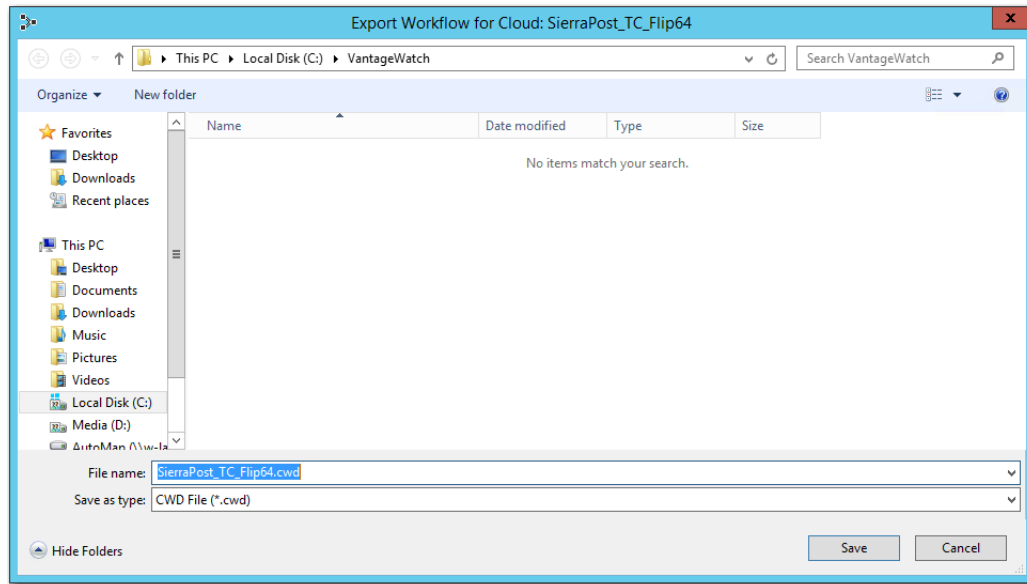 Export Workflow for Cloud: SierraPost_TC_Flip64
x
This PC Local Disk (C:) VantageWatch
Search VantageWatch
Organize New folder
Name Date modified Type Size
No items match your search.
Favorites
Desktop
Downloads
Recent places
This PC
Desktop
Documents
Downloads
Music
Pictures
Videos
Local Disk (C:)
Media (D:)
AutoMap (\\w-la
File name: SierraPost_TC_Flip64.cwd
Save as type: CWD File (*.cwd)
Hide Folders
Save Cancel